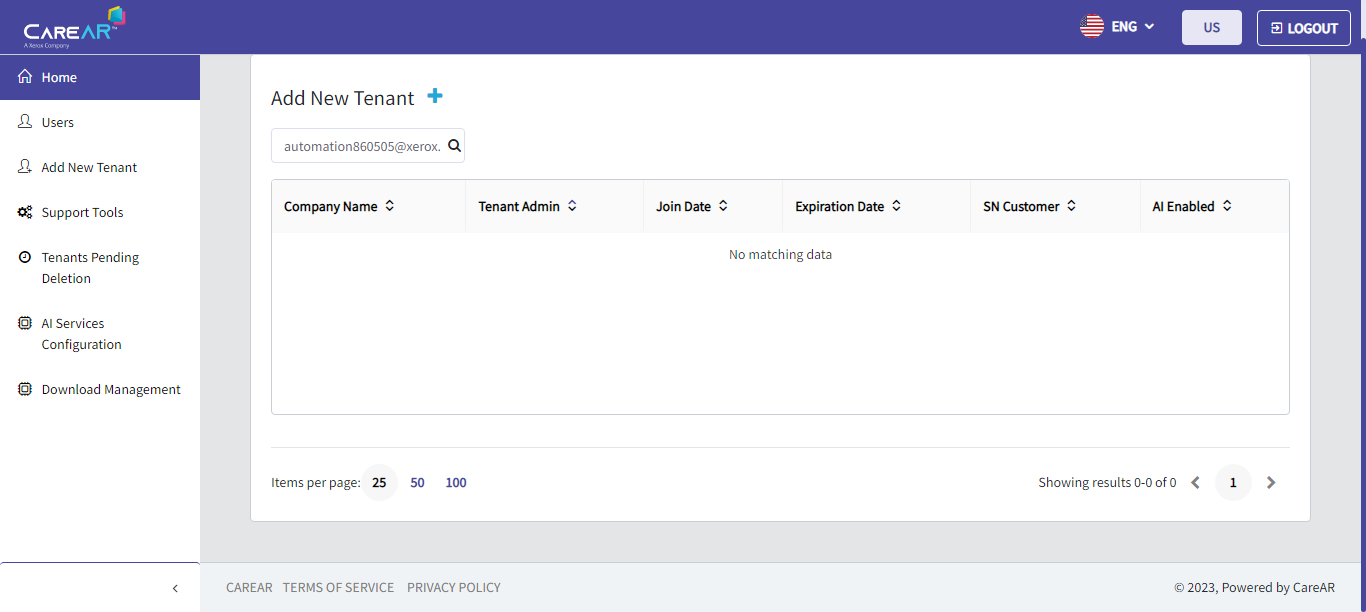 CAREAR™
A Xerox Company
ENG
US
LOGOUT
Home
Users
Add New Tenant
Support Tools
Tenants Pending
Deletion
AI Services
Configuration
Download Management
Add New Tenant
automation860505@xerox.
Company Name
Tenant Admin
Join Date
Expiration Date
SN Customer
AI Enabled
No matching data
Items per page: 25 50 100
Showing results 0-0 of 0
1
CAREAR TERMS OF SERVICE PRIVACY POLICY
© 2023, Powered by CareAR